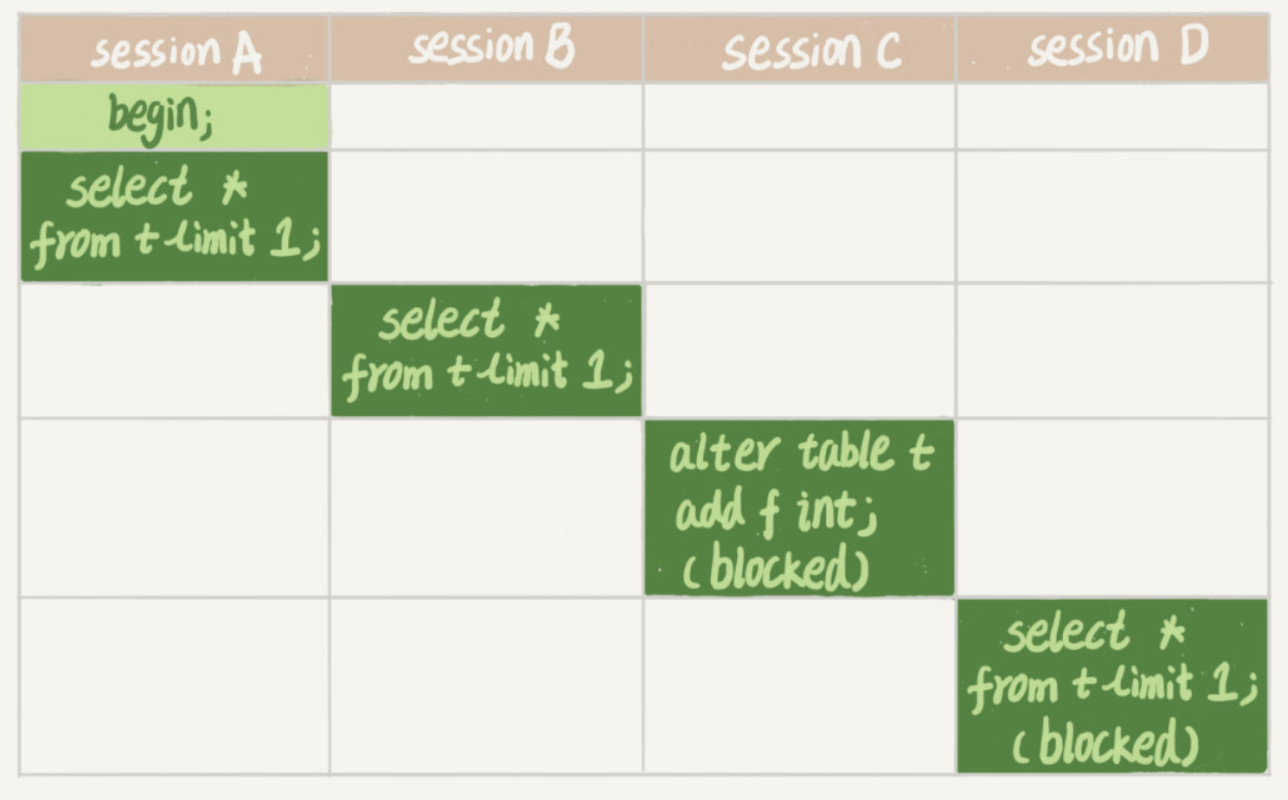 session A
session B
session C
session D
begin;
select *
from t limit 1;
select *
from t limit 1;
alter table t
add f int;
(blocked)
select *
from t limit 1;
(blocked)